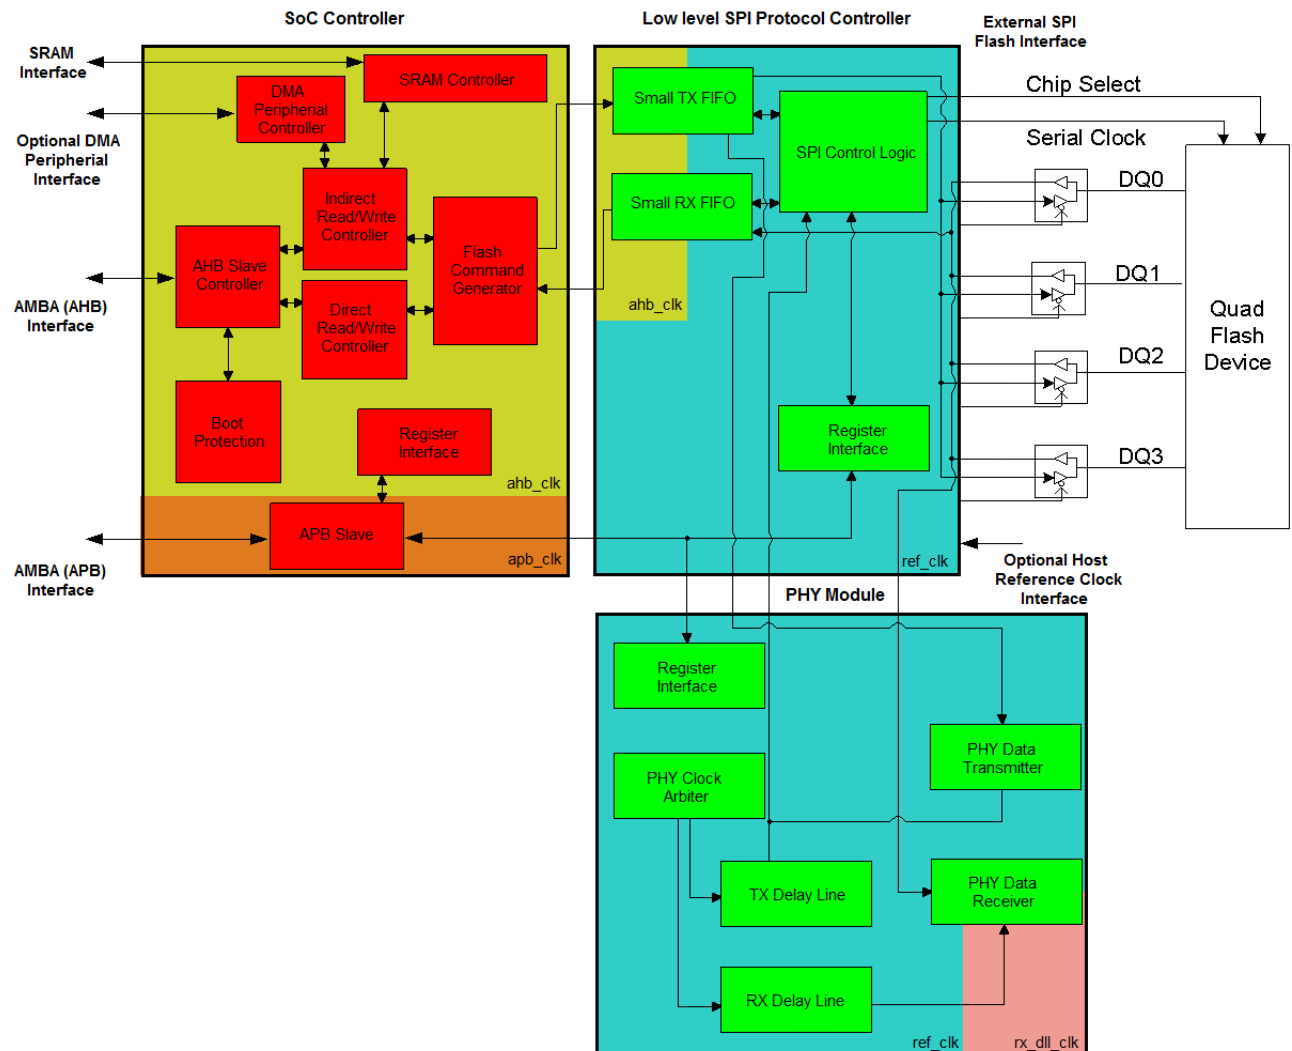 SoC Controller
Low level SPI Protocol Controller
External SPI
Flash Interface
SRAM
Interface
SRAM Controller
DMA
Peripherial
Controller
Optional DMA
Peripherial
Interface
Indirect
Read/Write
Controller
AHB Slave
Controller
Flash
Command
Generator
AMBA (AHB)
Interface
Direct
Read/Write
Controller
Boot
Protection
Register
Interface
ahb_clk
APB Slave
apb_clk
AMBA (APB)
Interface
Small TX FIFO
SPI Control Logic
Small RX FIFO
ahb_clk
Register
Interface
ref_clk
Chip Select
Serial Clock
DQ0
DQ1
DQ2
DQ3
Quad
Flash
Device
Optional Host
Reference Clock
Interface
PHY Module
Register
Interface
PHY Data
Transmitter
PHY Clock
Arbiter
TX Delay Line
PHY Data
Receiver
RX Delay Line
ref_clk
rx_dll_clk